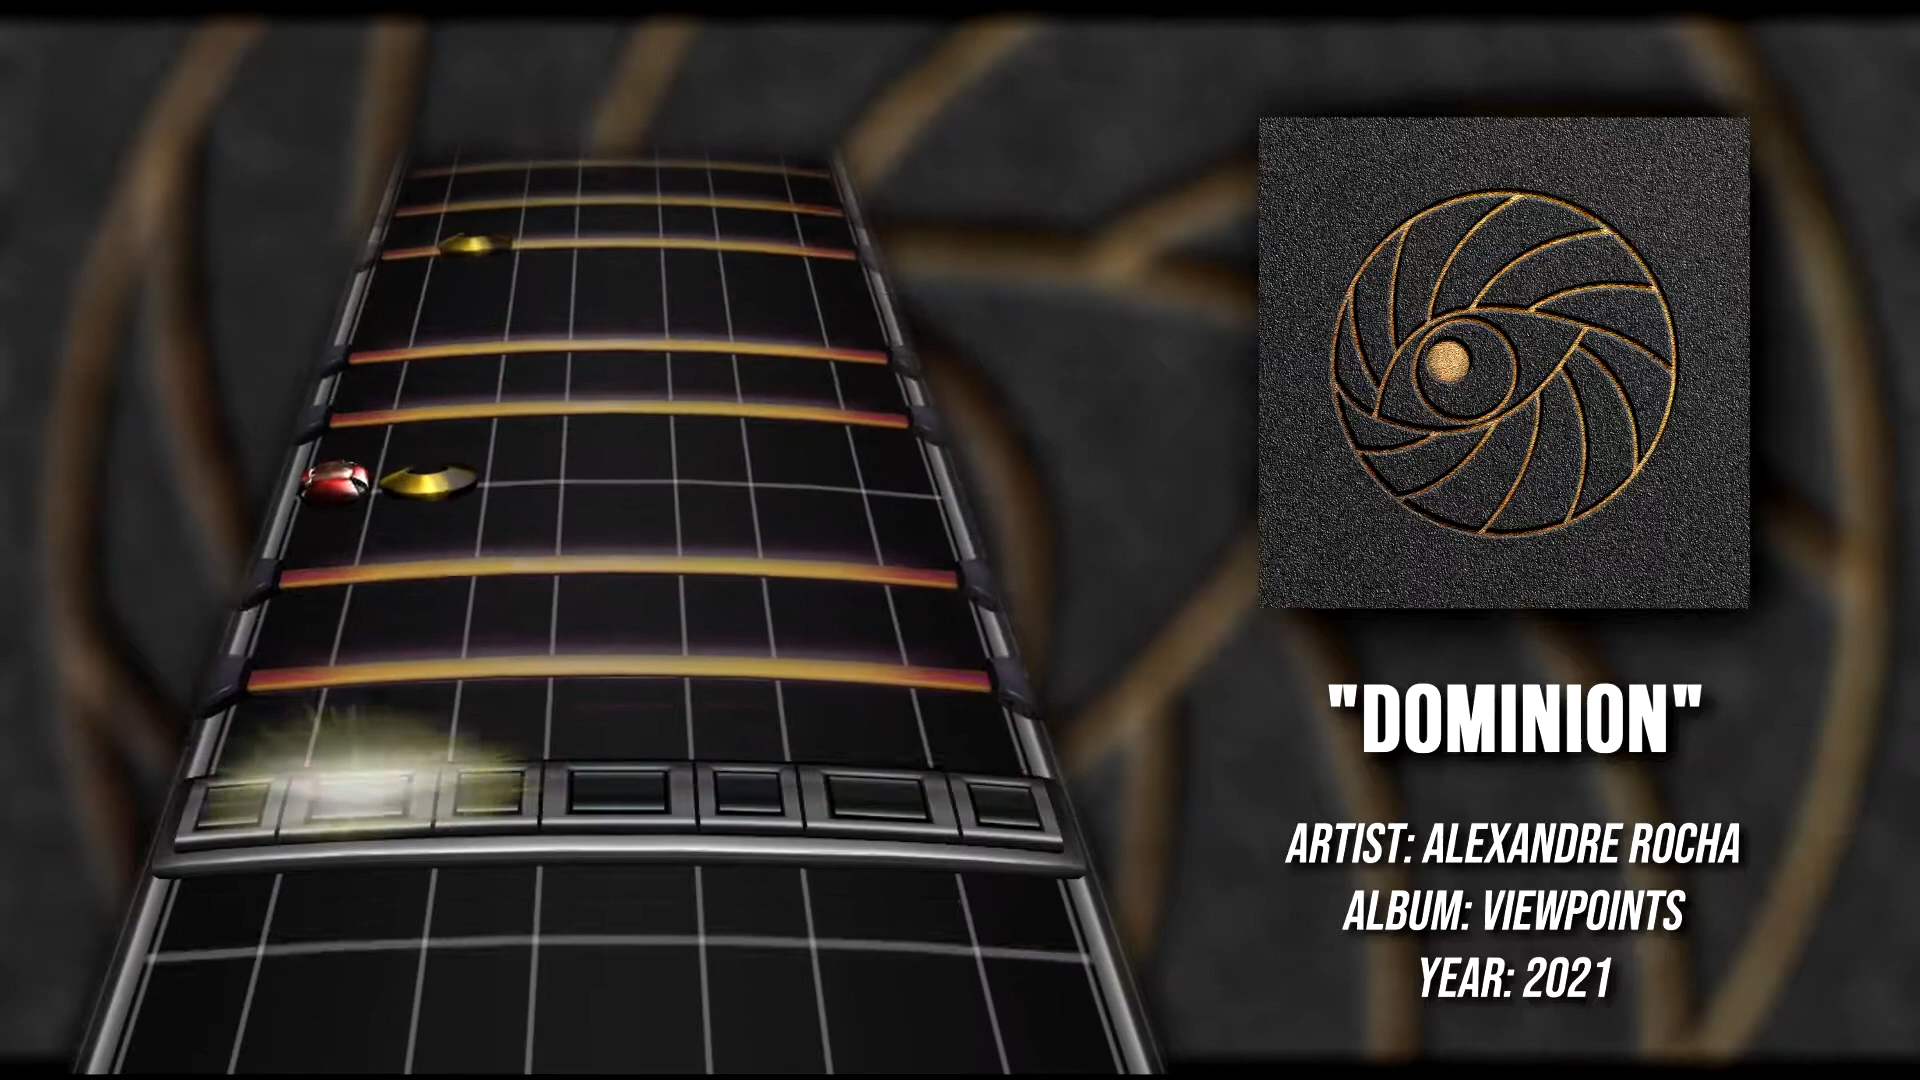 "DOMINION"
ARTIST: ALEXANDRE ROCHA
ALBUM: VIEWPOINTS
YEAR: 2021